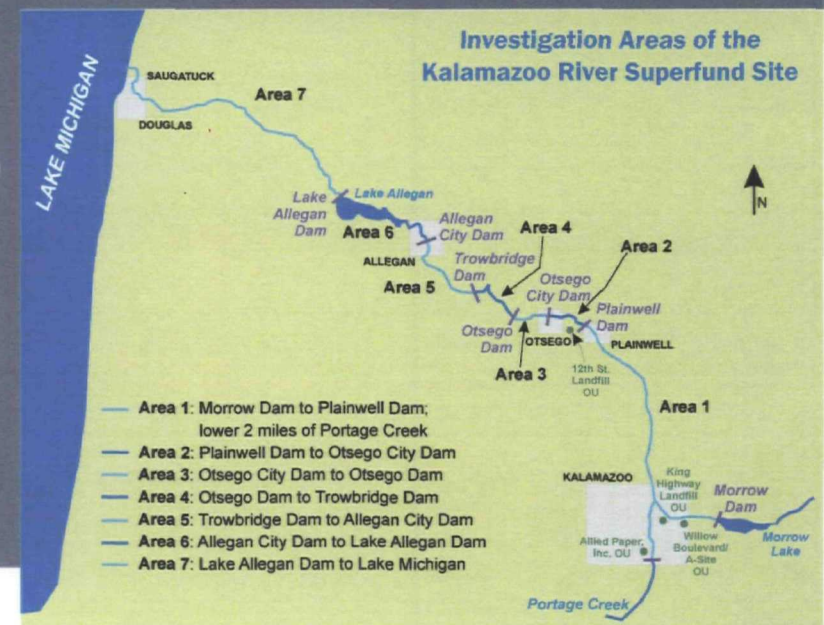 Investigation Areas of the
Kalamazoo River Superfund Site
LAKE MICHIGAN
SAUGATUCK
DOUGLAS
Area 7
N
Lake
Allegan
Dam
Lake Allegan
Area 6
Allegan
City Dam
ALLEGAN
Area 5
Trowbridge
Dam
Area 4
Otsego
City Dam
Area 2
Plainwell
Dam
Otsego
Dam
OTSEGO
PLAINWELL
Area 3
12th St.
Landfill
OU
Area 1
KALAMAZOO
King
Highway
Landfill
OU
Morrow
Dam
Allied Paper,
Inc. OU
Willow
Boulevard/
A-Site
OU
Morrow
Lake
Portage Creek
Area 1: Morrow Dam to Plainwell Dam;
lower 2 miles of Portage Creek
Area 2: Plainwell Dam to Otsego City Dam
Area 3: Otsego City Dam to Otsego Dam
Area 4: Otsego Dam to Trowbridge Dam
Area 5: Trowbridge Dam to Allegan City Dam
Area 6: Allegan City Dam to Lake Allegan Dam
Area 7: Lake Allegan Dam to Lake Michigan